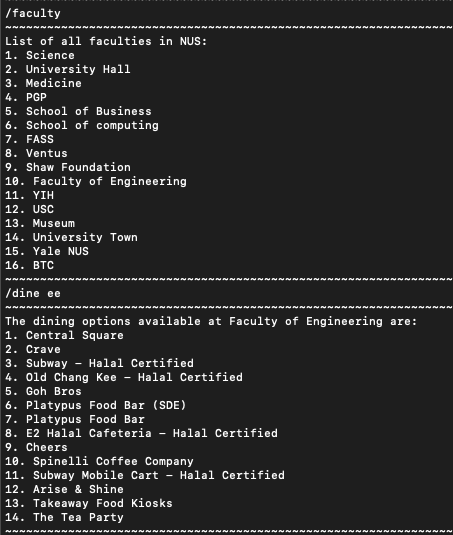 /faculty
~~~~~~~~~~~~~~~~~~~~~~~~~~~~~~~~~~~~~~~~~~~~~~~~~~~~~~~~~~~~~~~~
List of all faculties in NUS:
1. Science
2. University Hall
3. Medicine
4. PGP
5. School of Business
6. School of computing
7. FASS
8. Ventus
9. Shaw Foundation
10. Faculty of Engineering
11. YIH
12. USC
13. Museum
14. University Town
15. Yale NUS
16. BTC
~~~~~~~~~~~~~~~~~~~~~~~~~~~~~~~~~~~~~~~~~~~~~~~~~~~~~~~~~~~~~~~~
/dine ee
~~~~~~~~~~~~~~~~~~~~~~~~~~~~~~~~~~~~~~~~~~~~~~~~~~~~~~~~~~~~~~~~
The dining options available at Faculty of Engineering are:
1. Central Square
2. Crave
3. Subway – Halal Certified
4. Old Chang Kee – Halal Certified
5. Goh Bros
6. Platypus Food Bar (SDE)
7. Platypus Food Bar
8. E2 Halal Cafeteria – Halal Certified
9. Cheers
10. Spinelli Coffee Company
11. Subway Mobile Cart – Halal Certified
12. Arise & Shine
13. Takeaway Food Kiosks
14. The Tea Party
~~~~~~~~~~~~~~~~~~~~~~~~~~~~~~~~~~~~~~~~~~~~~~~~~~~~~~~~~~~~~~~~